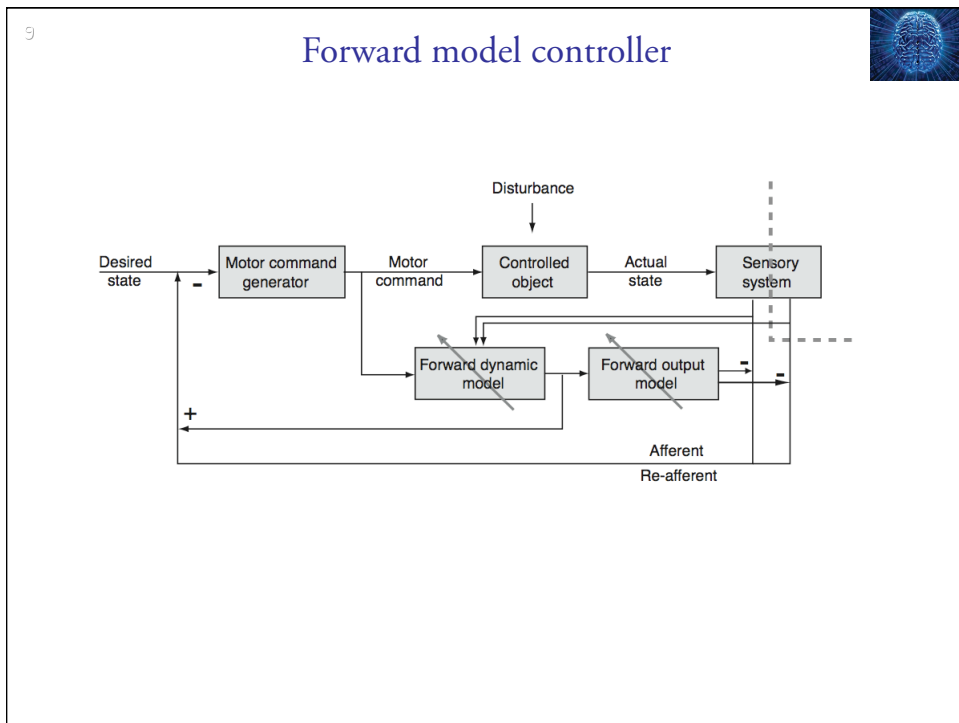 9
Forward model controller
Disturbance
Desired
state
-
Motor command
generator
Motor
command
Controlled
object
Actual
state
Sensory
system
Forward dynamic
model
Forward output
model
-
-
+
Afferent
Re-afferent